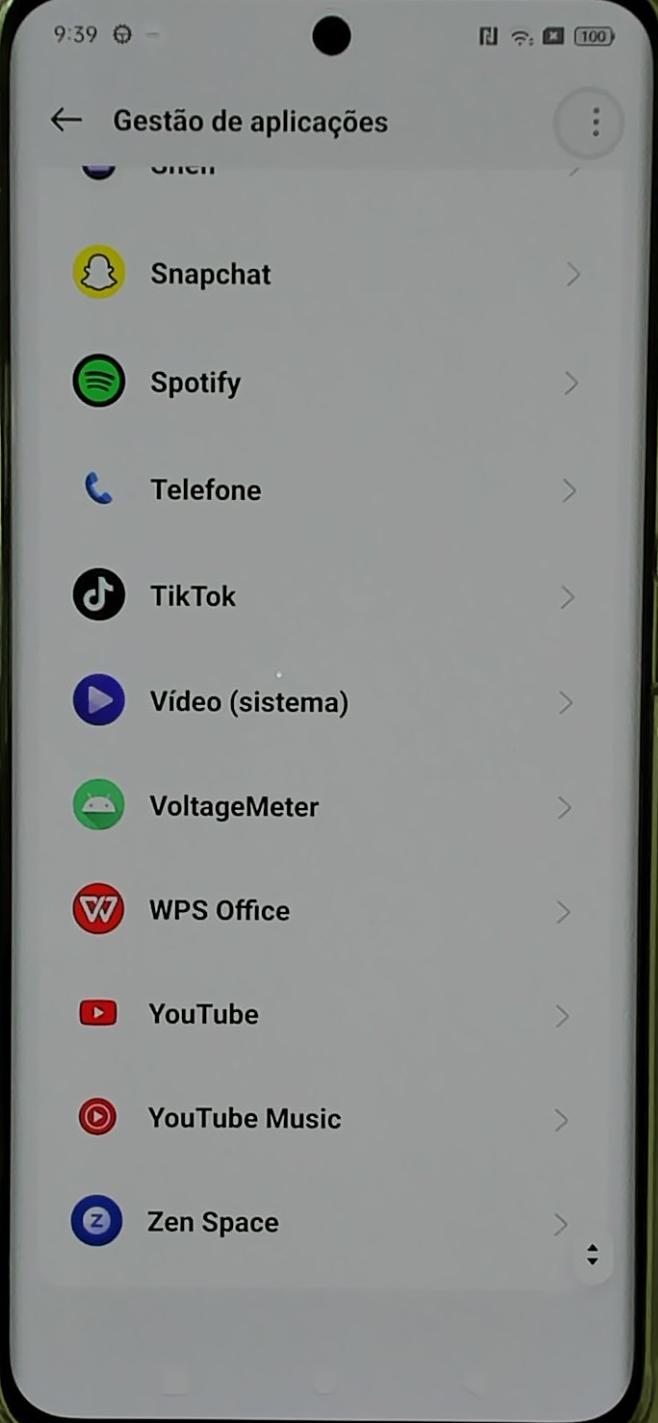 9:39
100
Gestão de aplicações
Shell
Snapchat
Spotify
Telefone
TikTok
Vídeo (sistema)
VoltageMeter
WPS Office
YouTube
YouTube Music
Zen Space